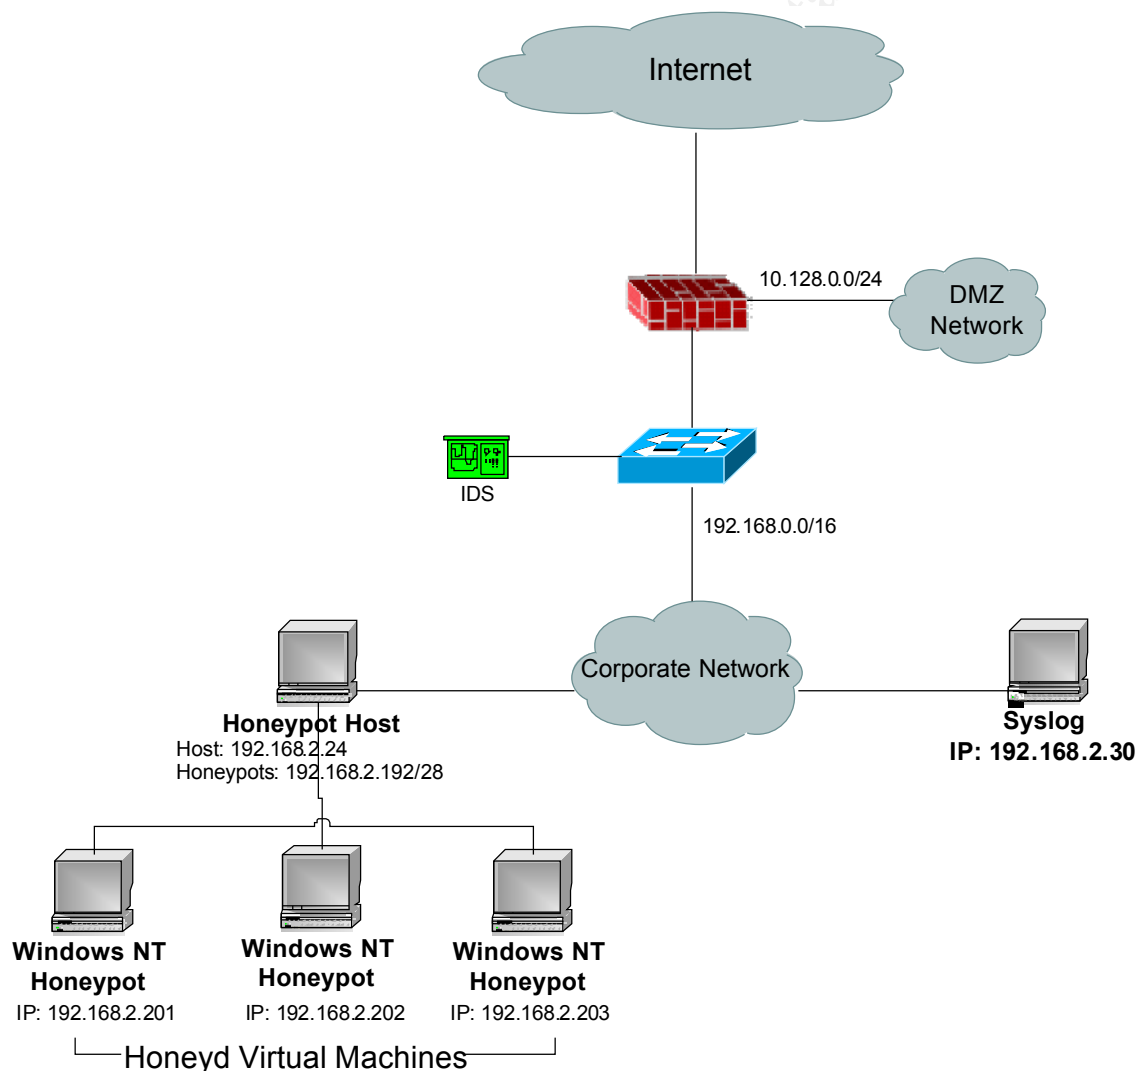 Internet
10.128.0.0/24
DMZ
Network
IDS
192.168.0.0/16
Corporate Network
Honeypot Host
Host: 192.168.2.24
Honeypots: 192.168.2.192/28
Syslog
IP: 192.168.2.30
Windows NT
Honeypot
IP: 192.168.2.201
Windows NT
Honeypot
IP: 192.168.2.202
Windows NT
Honeypot
IP: 192.168.2.203
Honeyd Virtual Machines